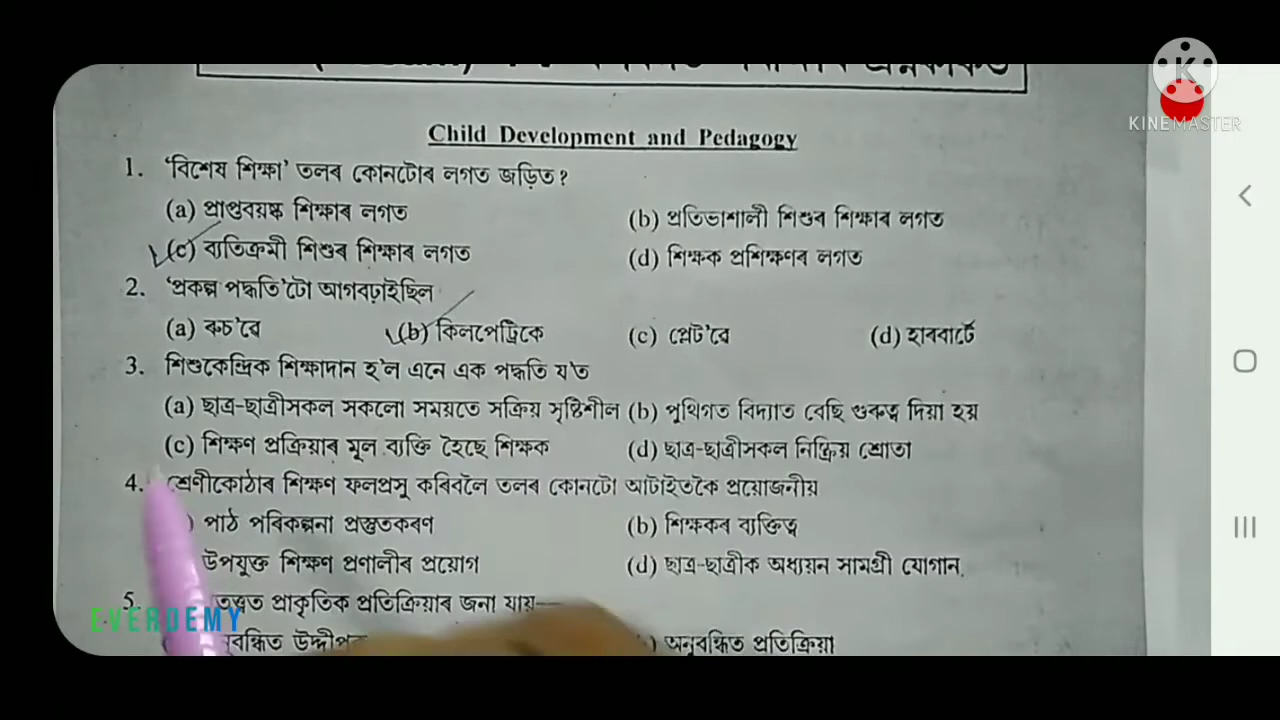 KINEMASTER
Child Development and Pedagogy
1. ‘বিশেষ শিক্ষা’ তলৰ কোনটোৰ লগত জড়িত?
(a) প্ৰাপ্তবয়স্ক শিক্ষাৰ লগত (b) প্ৰতিভাশালী শিশুৰ শিক্ষাৰ লগত
(c) ব্যতিক্ৰমী শিশুৰ শিক্ষাৰ লগত (d) শিক্ষক প্ৰশিক্ষণৰ লগত
2. ‘প্ৰকল্প পদ্ধতি’টো আগবঢ়াইছিল
(a) ৰুচ’ৱে (b) কিলপেট্ৰিকে (c) প্লেট’ৱে (d) হাৰবাৰ্টে
3. শিশুকেন্দ্ৰিক শিক্ষাদান হ’ল এনে এক পদ্ধতি য’ত
(a) ছাত্ৰ-ছাত্ৰীসকল সকলো সময়তে সক্ৰিয় সৃষ্টিশীল (b) পুথিগত বিদ্যাত বেছি গুৰুত্ব দিয়া হয়
(c) শিক্ষণ প্ৰক্ৰিয়াৰ মূল ব্যক্তি হৈছে শিক্ষক (d) ছাত্ৰ-ছাত্ৰীসকল নিষ্ক্ৰিয় শ্ৰোতা
4. শ্ৰেণীকোঠাৰ শিক্ষণ ফলপ্ৰসূ কৰিবলৈ তলৰ কোনটো আটাইতকৈ প্ৰয়োজনীয়
পাঠ পৰিকল্পনা প্ৰস্তুতকৰণ (b) শিক্ষকৰ ব্যক্তিত্ব
উপযুক্ত শিক্ষণ প্ৰণালীৰ প্ৰয়োগ (d) ছাত্ৰ-ছাত্ৰীক অধ্যয়ন সামগ্ৰী যোগান
5. প্ৰাকৃতিক প্ৰতিক্ৰিয়াৰ জনা যায়—
EVERDEMY
অনুবন্ধিত প্ৰতিক্ৰিয়া